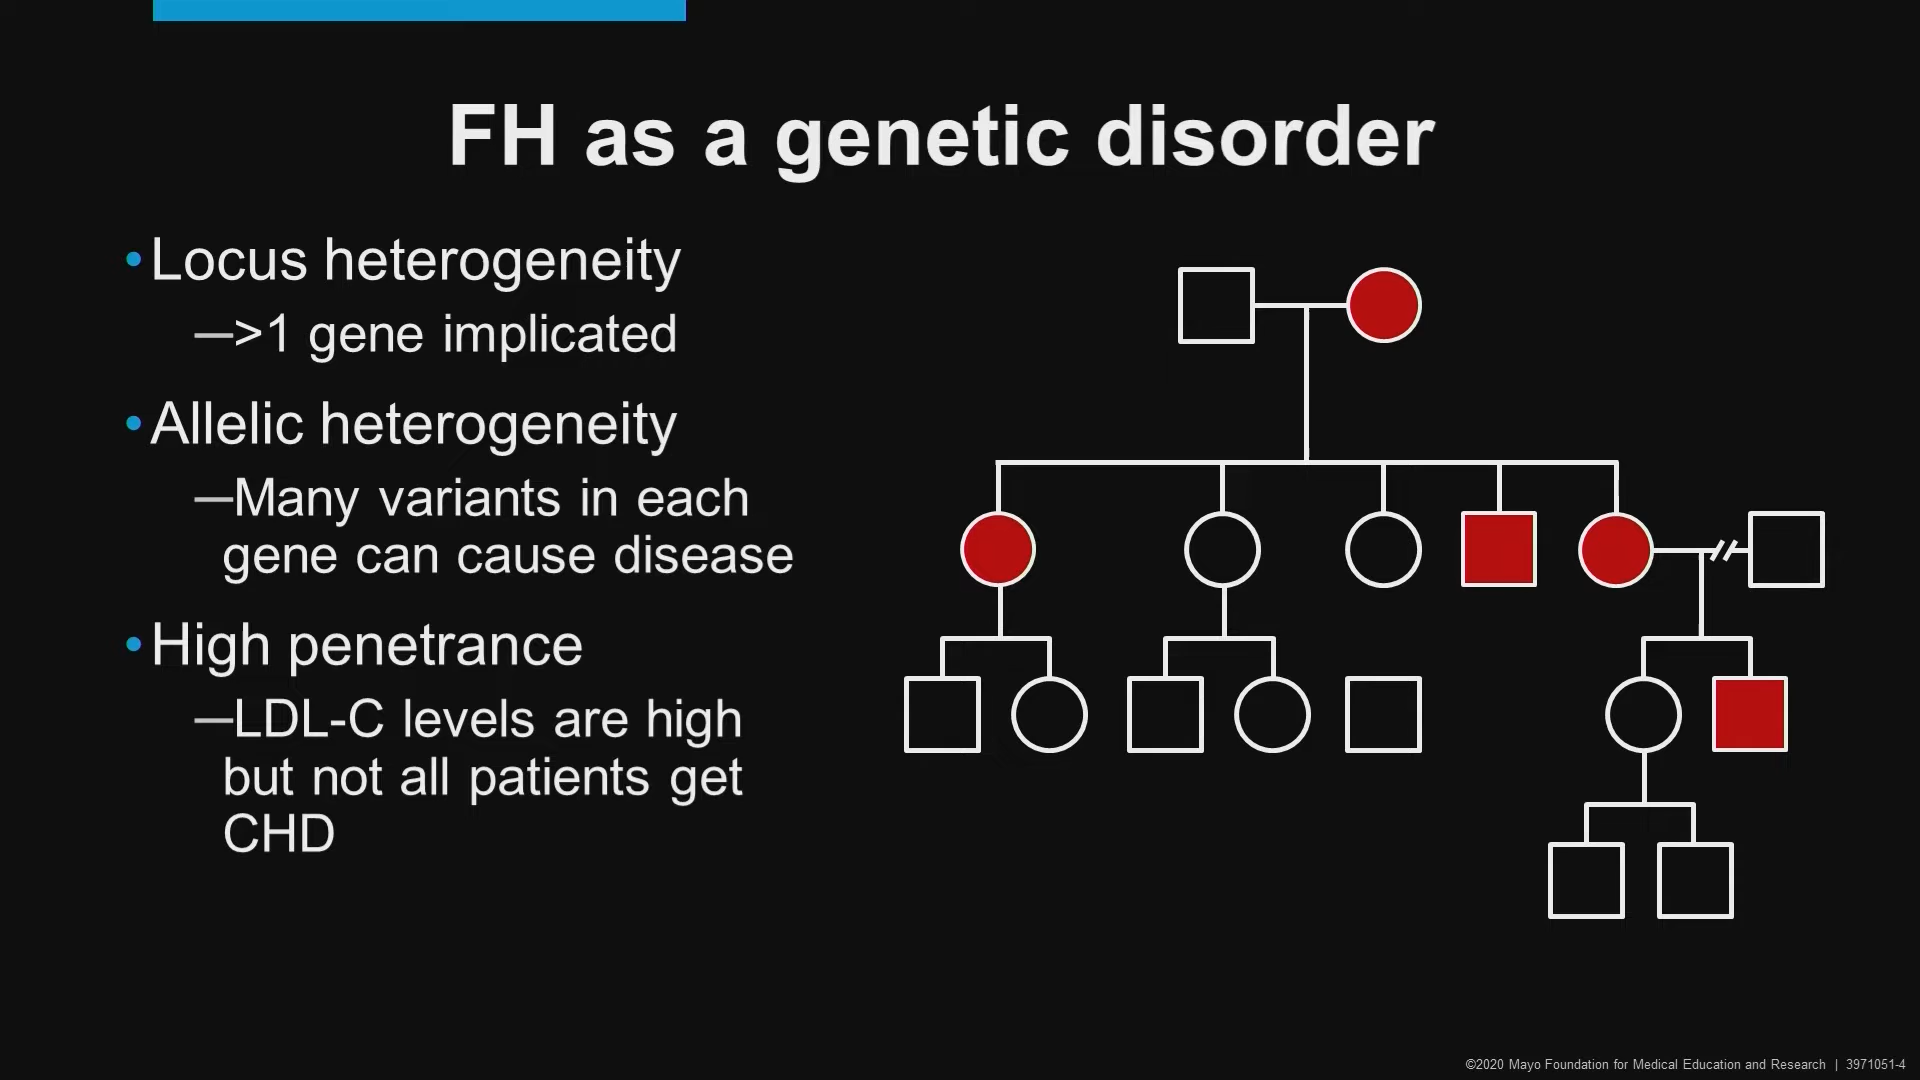 FH as a genetic disorder
•Locus heterogeneity
—>1 gene implicated
•Allelic heterogeneity
—Many variants in each
gene can cause disease
•High penetrance
—LDL-C levels are high
but not all patients get
CHD
©2020 Mayo Foundation for Medical Education and Research | 3971051-4